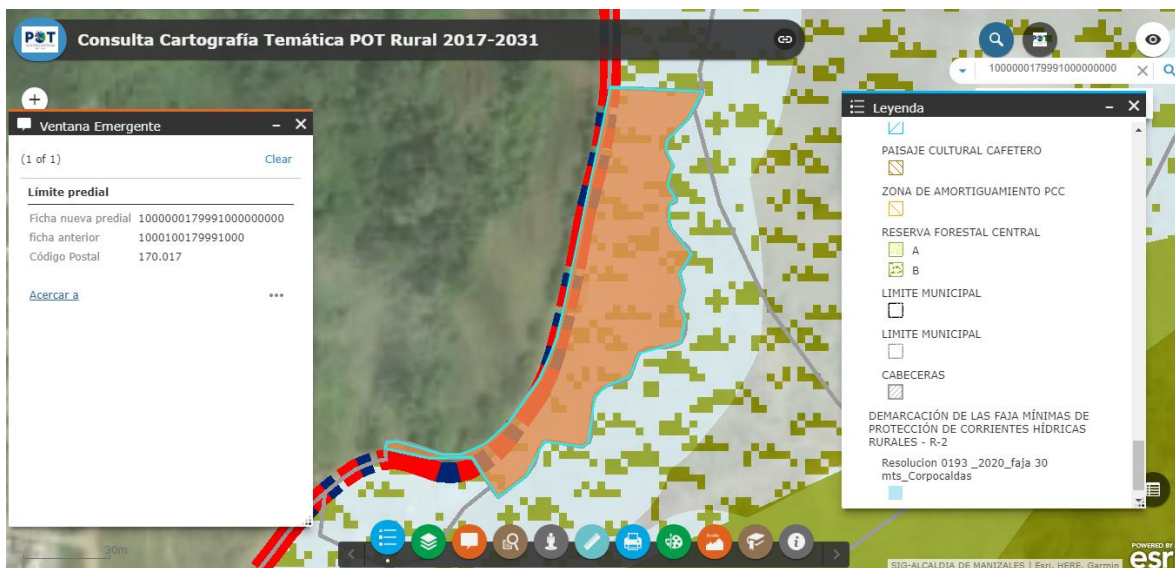 POT
Consulta Cartografía Temática POT Rural 2017-2031
POT
1000000179991000000000
Ventana Emergente
(1 of 1)
Clear
Límite predial
Ficha nueva predial 1000000179991000000000
ficha anterior 1000100179991000
Código Postal 170.017
Acercar a
•••
Leyenda
PAISAJE CULTURAL CAFETERO
ZONA DE AMORTIGUAMIENTO PCC
RESERVA FORESTAL CENTRAL
A
B
LIMITE MUNICIPAL
LIMITE MUNICIPAL
CABECERAS
DEMARCACIÓN DE LAS FAJA MÍNIMAS DE
PROTECCIÓN DE CORRIENTES HÍDRICAS
RURALES - R-2
Resolucion 0193 _2020_faja 30
mts_Corpocaldas
30m
SIG-ALCALDIA DE MANIZALES | Esri, HERE, Garmin
POWERED BY
esri